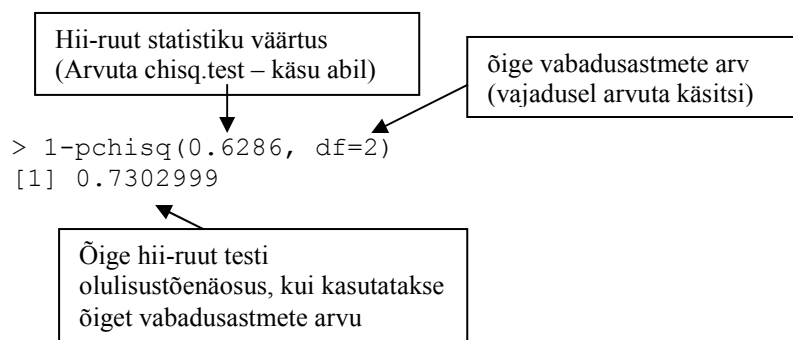 Hii-ruut statistiku väärtus
(Arvuta chisq.test – käsu abil)
õige vabadusastmete arv
(vajadusel arvuta käsitsi)
> 1-pchisq(0.6286, df=2)
[1] 0.7302999
Õige hii-ruut testi
olulisustõenäosus, kui kasutatakse
õiget vabadusastmete arvu